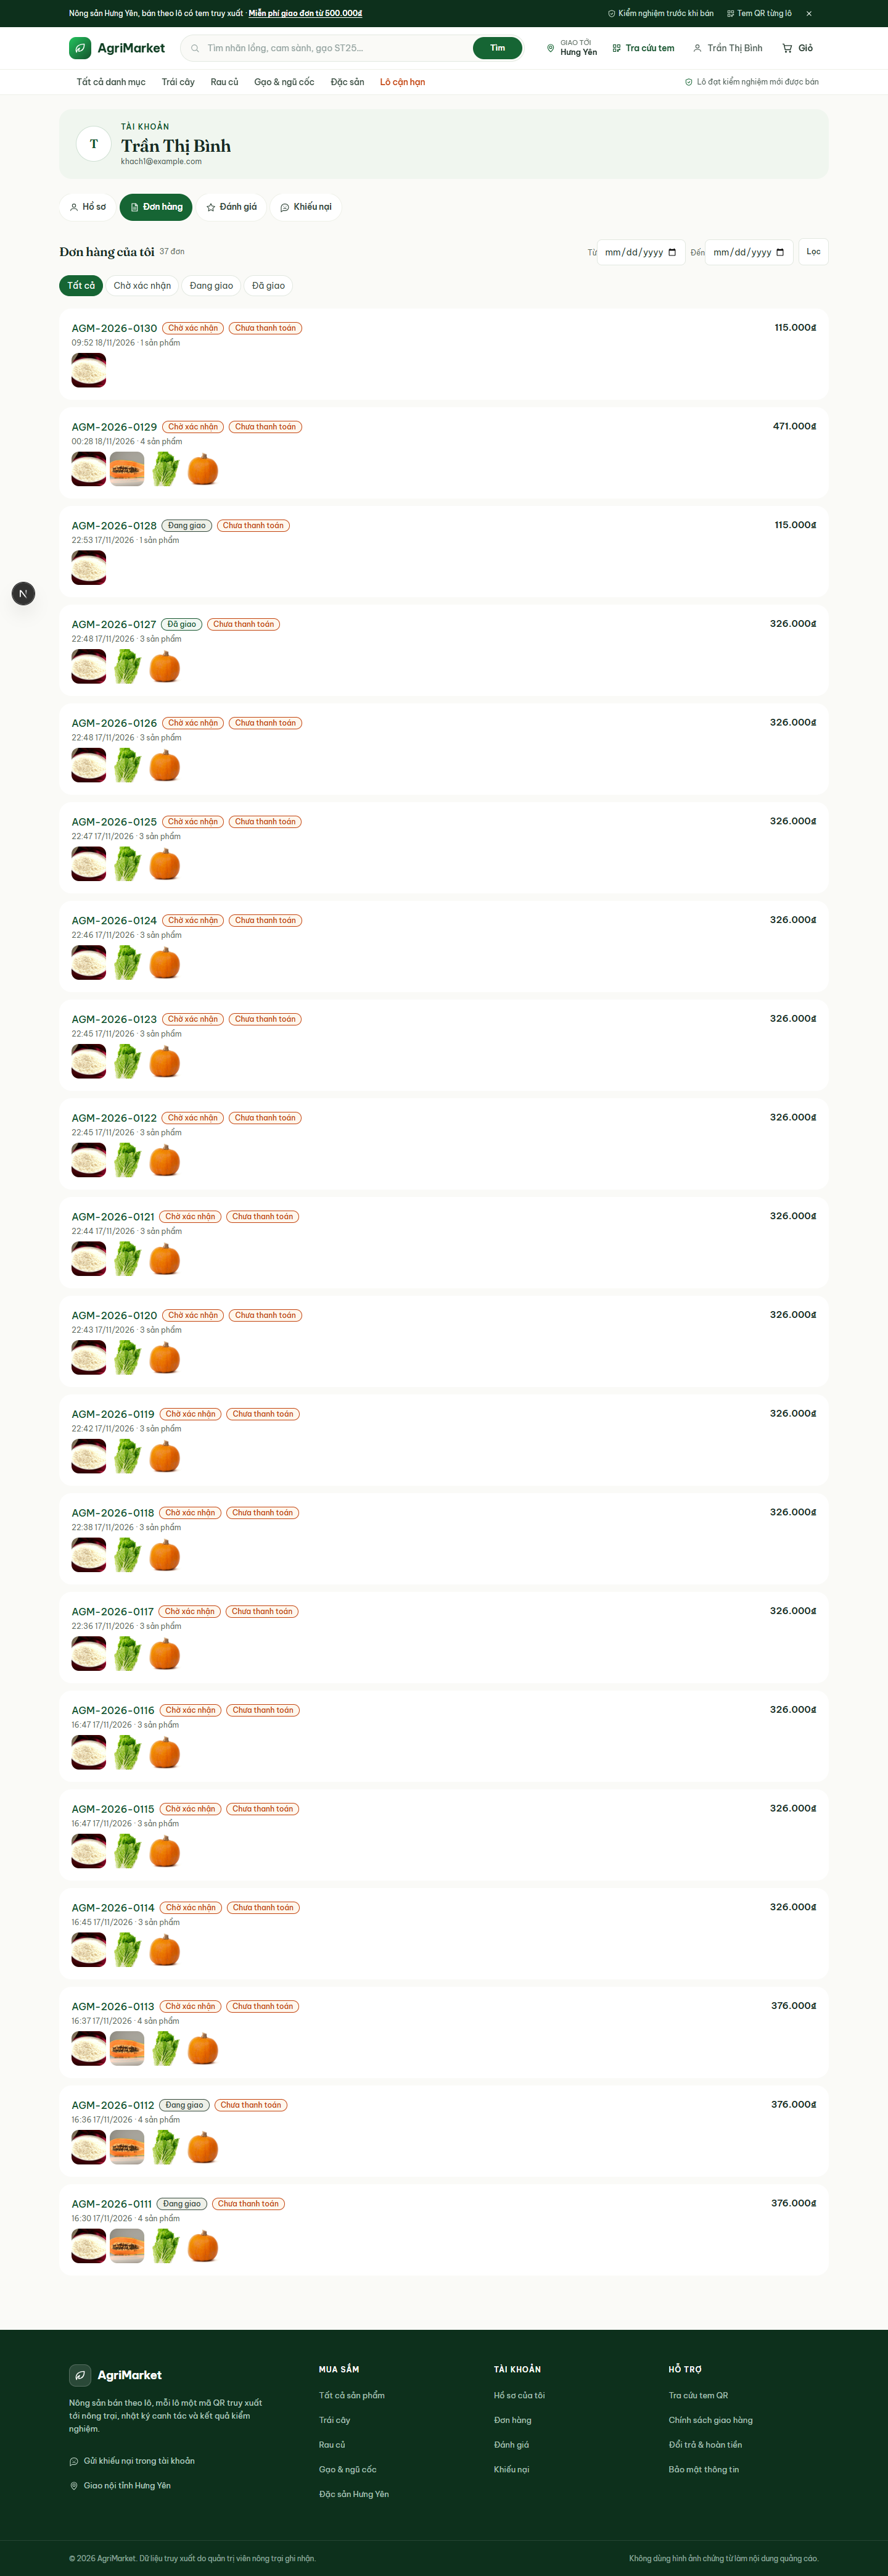 Nông sản Hưng Yên, bán theo lô có tem truy xuất · Miễn phí giao đơn từ 500.000₫
Kiểm nghiệm trước khi bán
Tem QR từng lô
AgriMarket
Tìm nhãn lồng, cam sành, gạo ST25...
Tìm
GIAO TỚI
Hưng Yên
Tra cứu tem
Trần Thị Bình
Giỏ
Tất cả danh mục
Trái cây
Rau củ
Gạo & ngũ cốc
Đặc sản
Lô cận hạn
Lô đạt kiểm nghiệm mới được bán
T
TÀI KHOẢN
Trần Thị Bình
khach1@example.com
Hồ sơ
Đơn hàng
Đánh giá
Khiếu nại
Đơn hàng của tôi 37 đơn
Từ mm/dd/yyyy Đến mm/dd/yyyy Lọc
Tất cả
Chờ xác nhận
Đang giao
Đã giao
AGM-2026-0130 Chờ xác nhận Chưa thanh toán 115.000₫
09:52 18/11/2026 · 1 sản phẩm
AGM-2026-0129 Chờ xác nhận Chưa thanh toán 471.000₫
00:28 18/11/2026 · 4 sản phẩm
AGM-2026-0128 Đang giao Chưa thanh toán 115.000₫
22:53 17/11/2026 · 1 sản phẩm
AGM-2026-0127 Đã giao Chưa thanh toán 326.000₫
22:48 17/11/2026 · 3 sản phẩm
AGM-2026-0126 Chờ xác nhận Chưa thanh toán 326.000₫
22:48 17/11/2026 · 3 sản phẩm
AGM-2026-0125 Chờ xác nhận Chưa thanh toán 326.000₫
22:47 17/11/2026 · 3 sản phẩm
AGM-2026-0124 Chờ xác nhận Chưa thanh toán 326.000₫
22:46 17/11/2026 · 3 sản phẩm
AGM-2026-0123 Chờ xác nhận Chưa thanh toán 326.000₫
22:45 17/11/2026 · 3 sản phẩm
AGM-2026-0122 Chờ xác nhận Chưa thanh toán 326.000₫
22:45 17/11/2026 · 3 sản phẩm
AGM-2026-0121 Chờ xác nhận Chưa thanh toán 326.000₫
22:44 17/11/2026 · 3 sản phẩm
AGM-2026-0120 Chờ xác nhận Chưa thanh toán 326.000₫
22:43 17/11/2026 · 3 sản phẩm
AGM-2026-0119 Chờ xác nhận Chưa thanh toán 326.000₫
22:42 17/11/2026 · 3 sản phẩm
AGM-2026-0118 Chờ xác nhận Chưa thanh toán 326.000₫
22:38 17/11/2026 · 3 sản phẩm
AGM-2026-0117 Chờ xác nhận Chưa thanh toán 326.000₫
22:36 17/11/2026 · 3 sản phẩm
AGM-2026-0116 Chờ xác nhận Chưa thanh toán 326.000₫
16:47 17/11/2026 · 3 sản phẩm
AGM-2026-0115 Chờ xác nhận Chưa thanh toán 326.000₫
16:47 17/11/2026 · 3 sản phẩm
AGM-2026-0114 Chờ xác nhận Chưa thanh toán 326.000₫
16:45 17/11/2026 · 3 sản phẩm
AGM-2026-0113 Chờ xác nhận Chưa thanh toán 376.000₫
16:37 17/11/2026 · 4 sản phẩm
AGM-2026-0112 Đang giao Chưa thanh toán 376.000₫
16:36 17/11/2026 · 4 sản phẩm
AGM-2026-0111 Đang giao Chưa thanh toán 376.000₫
16:30 17/11/2026 · 4 sản phẩm
AgriMarket
Nông sản bán theo lô, mỗi lô một mã QR truy xuất
tới nông trại, nhật ký canh tác và kết quả kiểm
nghiệm.
Gửi khiếu nại trong tài khoản
Giao nội tỉnh Hưng Yên
MUA SẮM
Tất cả sản phẩm
Trái cây
Rau củ
Gạo & ngũ cốc
Đặc sản Hưng Yên
TÀI KHOẢN
Hồ sơ của tôi
Đơn hàng
Đánh giá
Khiếu nại
HỖ TRỢ
Tra cứu tem QR
Chính sách giao hàng
Đổi trả & hoàn tiền
Bảo mật thông tin
© 2026 AgriMarket. Dữ liệu truy xuất do quản trị viên nông trại ghi nhận.
Không dùng hình ảnh chứng từ làm nội dung quảng cáo.